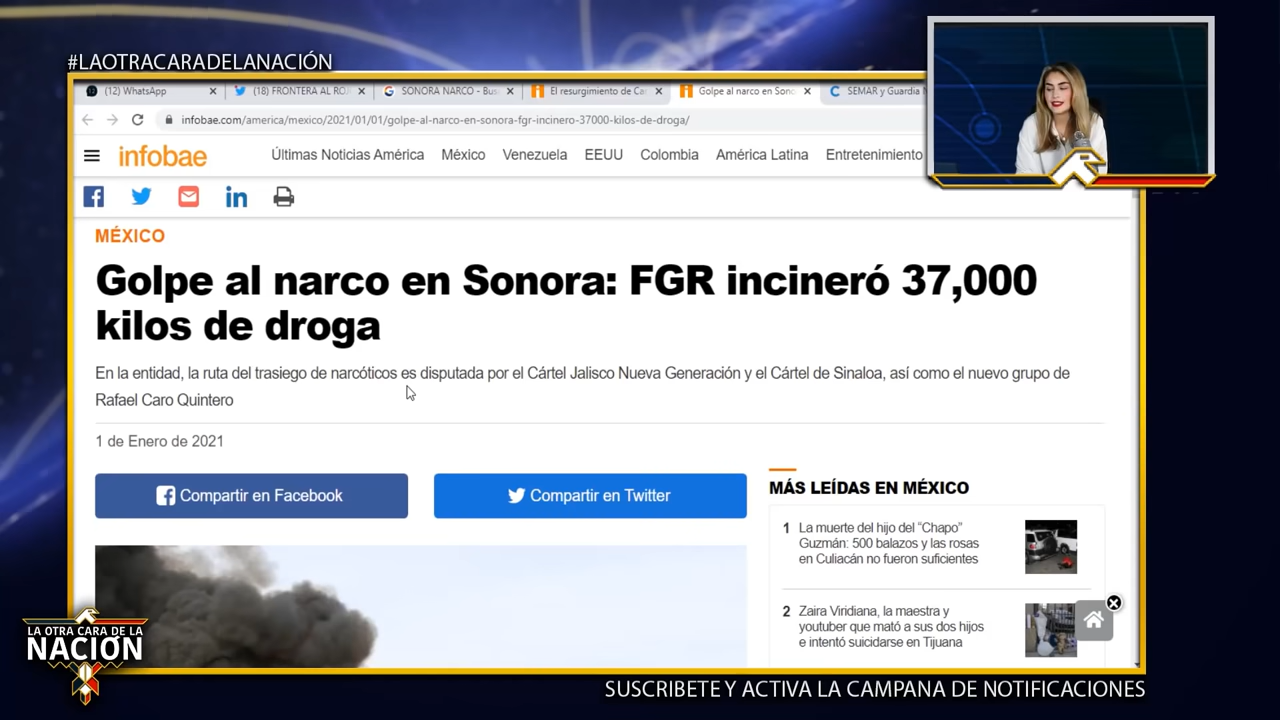 #LAOTRACARADELANACIÓN
(12) WhatsApp
(18) FRONTERA AL ROJ
SONORA NARCO - Bus
El resurgimiento de Car
Golpe al narco en Sono
SEMAR y Guardia N
infobae.com/america/mexico/2021/01/01/golpe-al-narco-en-sonora-fgr-incinero-37000-kilos-de-droga/
infobae
Últimas Noticias América México Venezuela EEUU Colombia América Latina Entretenimiento
MÉXICO
Golpe al narco en Sonora: FGR incineró 37,000
kilos de droga
En la entidad, la ruta del trasiego de narcóticos es disputada por el Cártel Jalisco Nueva Generación y el Cártel de Sinaloa, así como el nuevo grupo de
Rafael Caro Quintero
1 de Enero de 2021
Compartir en Facebook
Compartir en Twitter
MÁS LEÍDAS EN MÉXICO
1 La muerte del hijo del “Chapo”
Guzmán: 500 balazos y las rosas
en Culiacán no fueron suficientes
2 Zaira Viridiana, la maestra y
youtuber que mató a sus dos hijos
e intentó suicidarse en Tijuana
LA OTRA CARA DE LA
NACIÓN
SUSCRIBETE Y ACTIVA LA CAMPANA DE NOTIFICACIONES